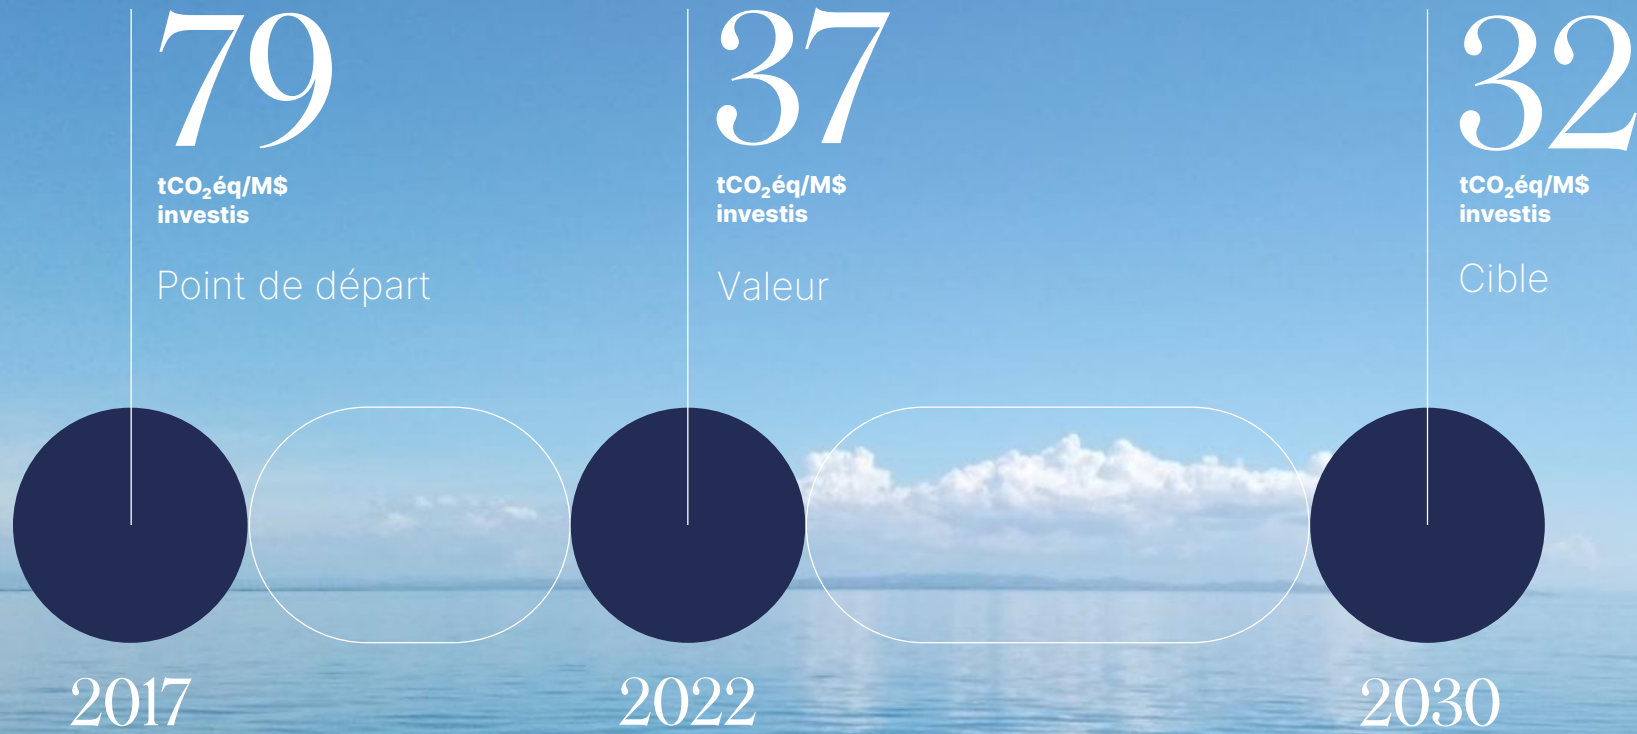 79
tCO₂éq/M$
investis
Point de départ
37
tCO₂éq/M$
investis
Valeur
32
tCO₂éq/M$
investis
Cible
2017
2022
2030